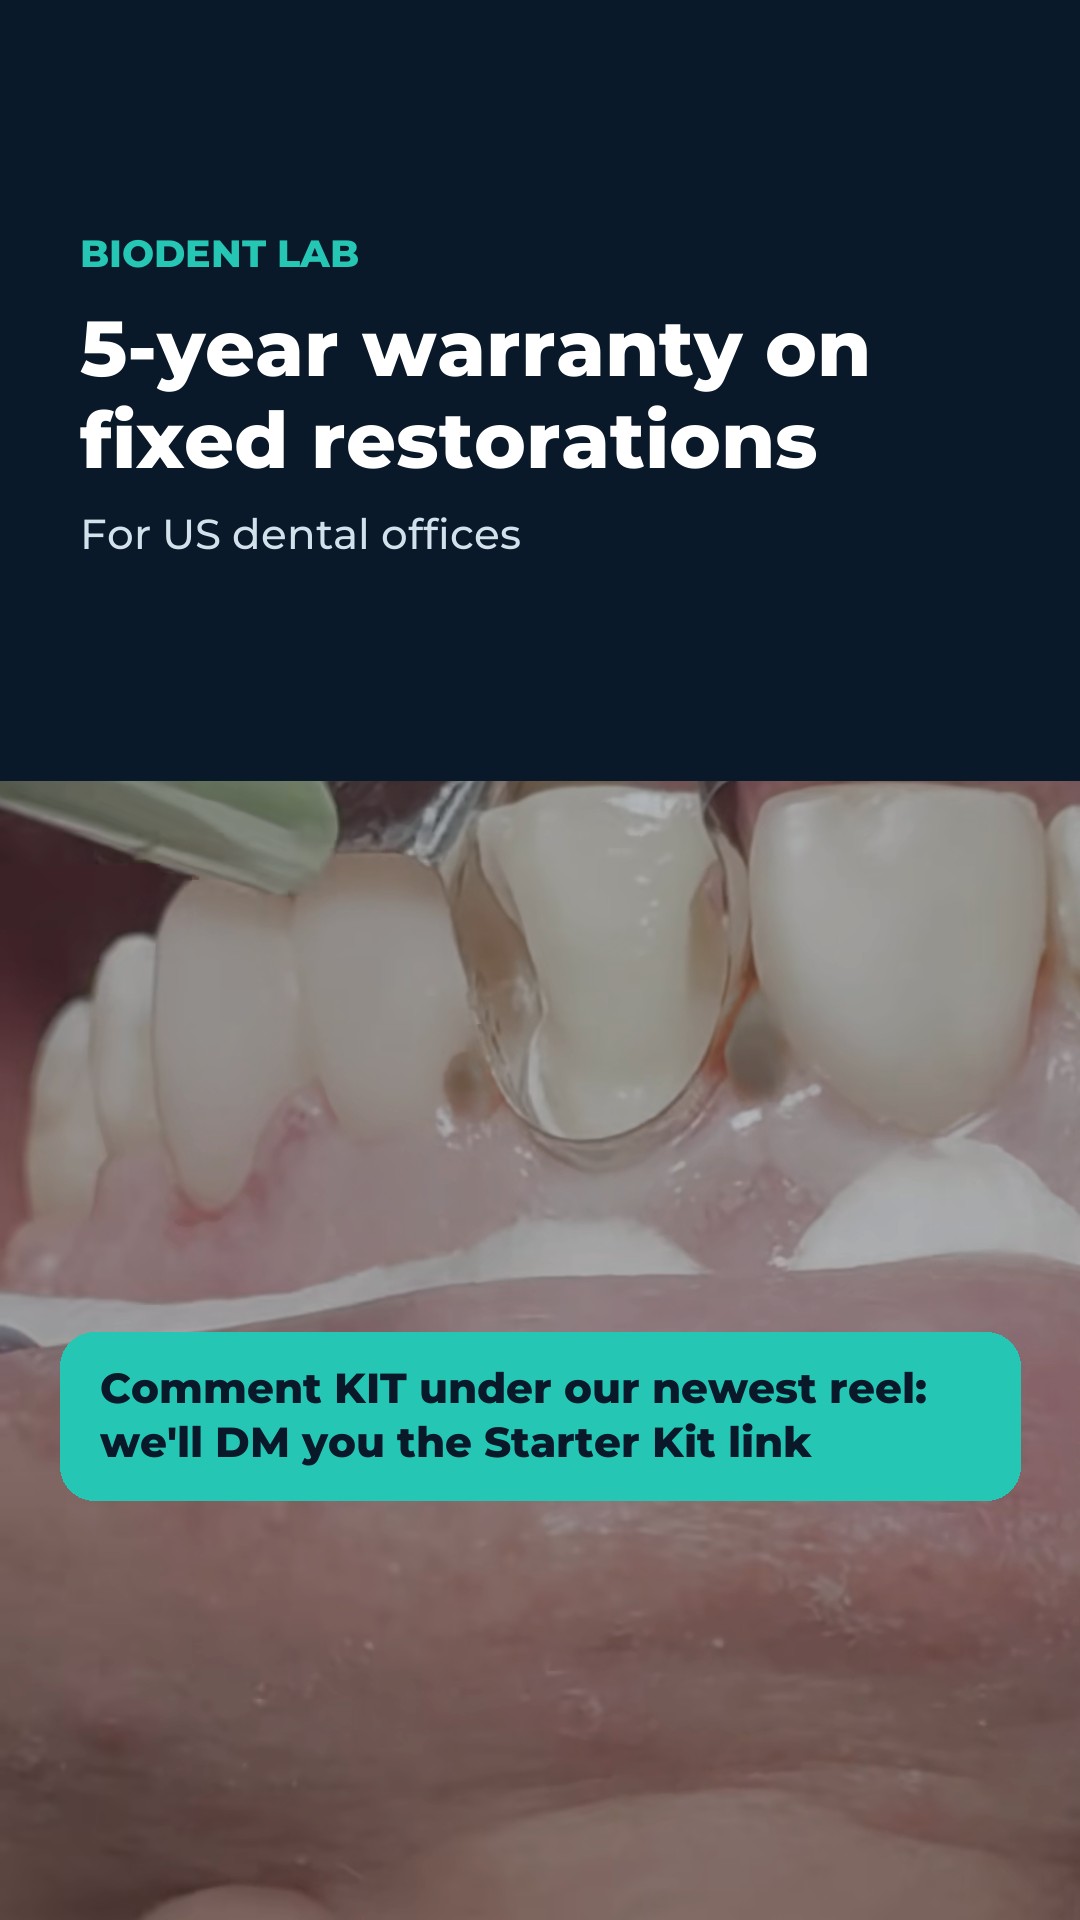 BIODENT LAB
5-year warranty on
fixed restorations
For US dental offices
Comment KIT under our newest reel:
we'll DM you the Starter Kit link